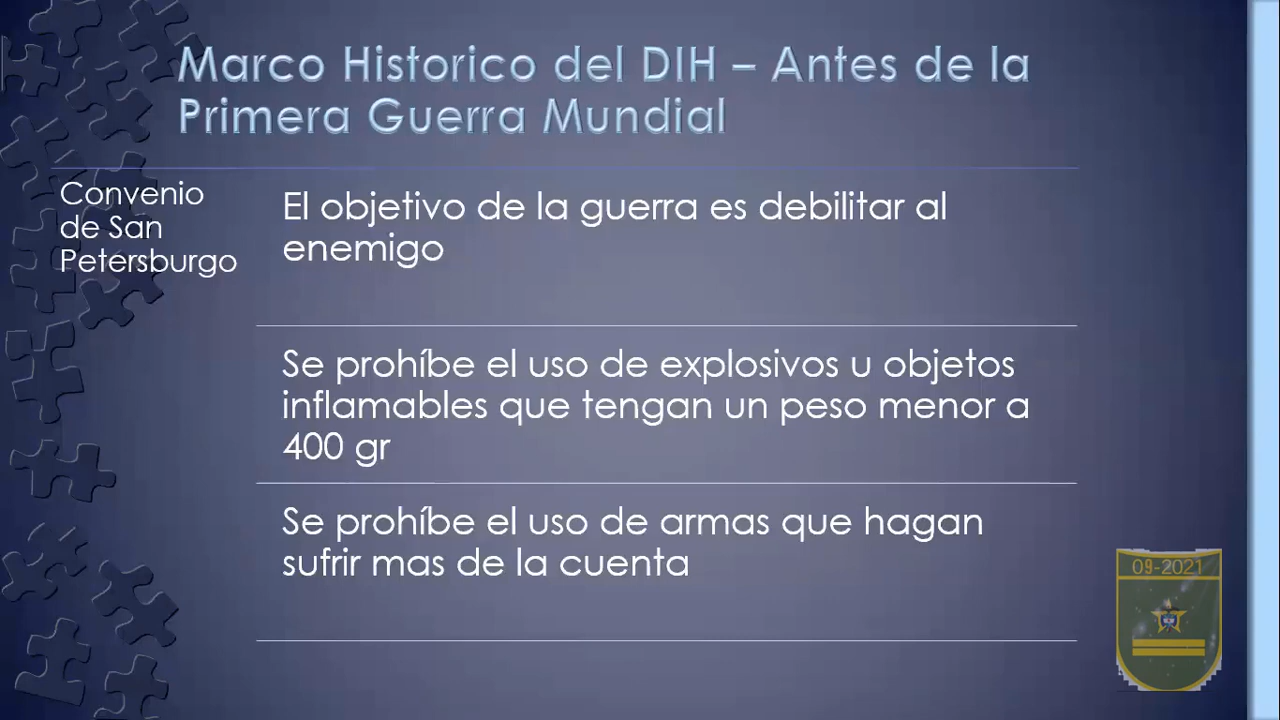 Marco Historico del DIH – Antes de la
Primera Guerra Mundial
Convenio
de San
Petersburgo
El objetivo de la guerra es debilitar al
enemigo
Se prohíbe el uso de explosivos u objetos
inflamables que tengan un peso menor a
400 gr
Se prohíbe el uso de armas que hagan
sufrir mas de la cuenta
09-2021